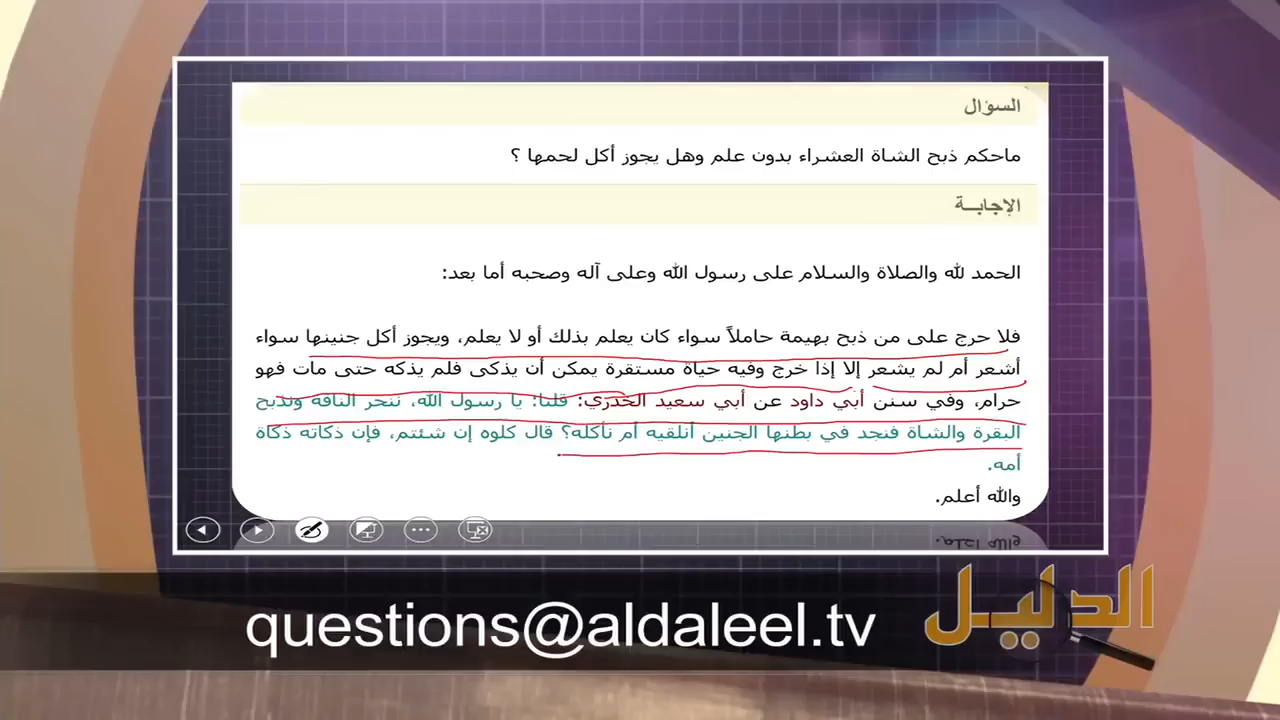 السؤال
ماحكم ذبح الشاة العشراء بدون علم وهل يجوز أكل لحمها ؟
الإجابــة
الحمد لله والصلاة والسلام على رسول الله وعلى آله وصحبه أما بعد:
فلا حرج على من ذبح بهيمة حاملاً سواء كان يعلم بذلك أو لا يعلم، ويجوز أكل جنينها سواء
أشعر أم لم يشعر إلا إذا خرج وفيه حياة مستقرة يمكن أن يذكى فلم يذكه حتى مات فهو
حرام، وفي سنن أبي داود عن أبي سعيد الخدري: قلنا: يا رسول الله، ننحر الناقة ونذبح
البقرة والشاة فنجد في بطنها الجنين أنلقيه أم نأكله؟ قال كلوه إن شئتم، فإن ذكاته ذكاة
أمه.
والله أعلم.
الدليل
questions@aldaleel.tv